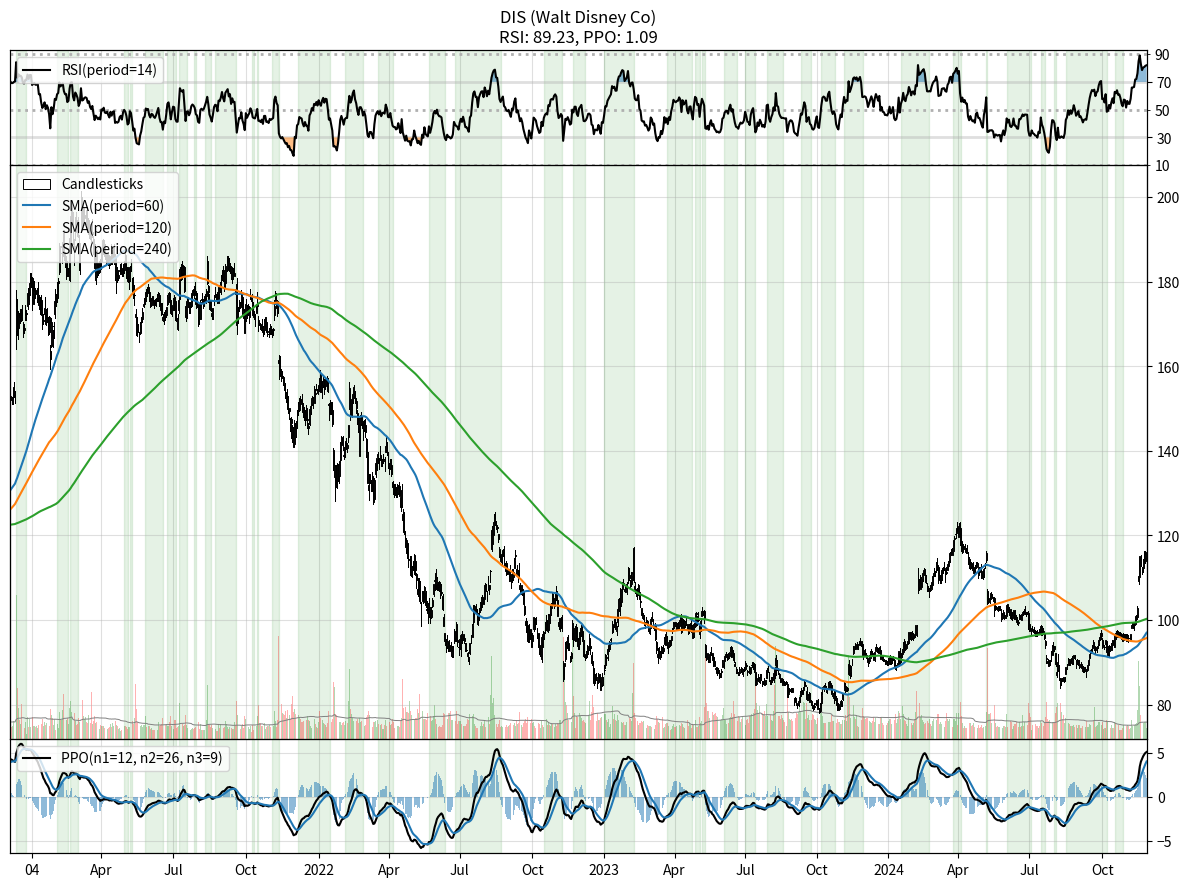 DIS (Walt Disney Co)
RSI: 89.23, PPO: 1.09
RSI(period=14)
90
70
50
30
10
Candlesticks
SMA(period=60)
SMA(period=120)
SMA(period=240)
200
180
160
140
120
100
80
PPO(n1=12, n2=26, n3=9)
5
0
−5
04 Apr Jul Oct 2022 Apr Jul Oct 2023 Apr Jul Oct 2024 Apr Jul Oct